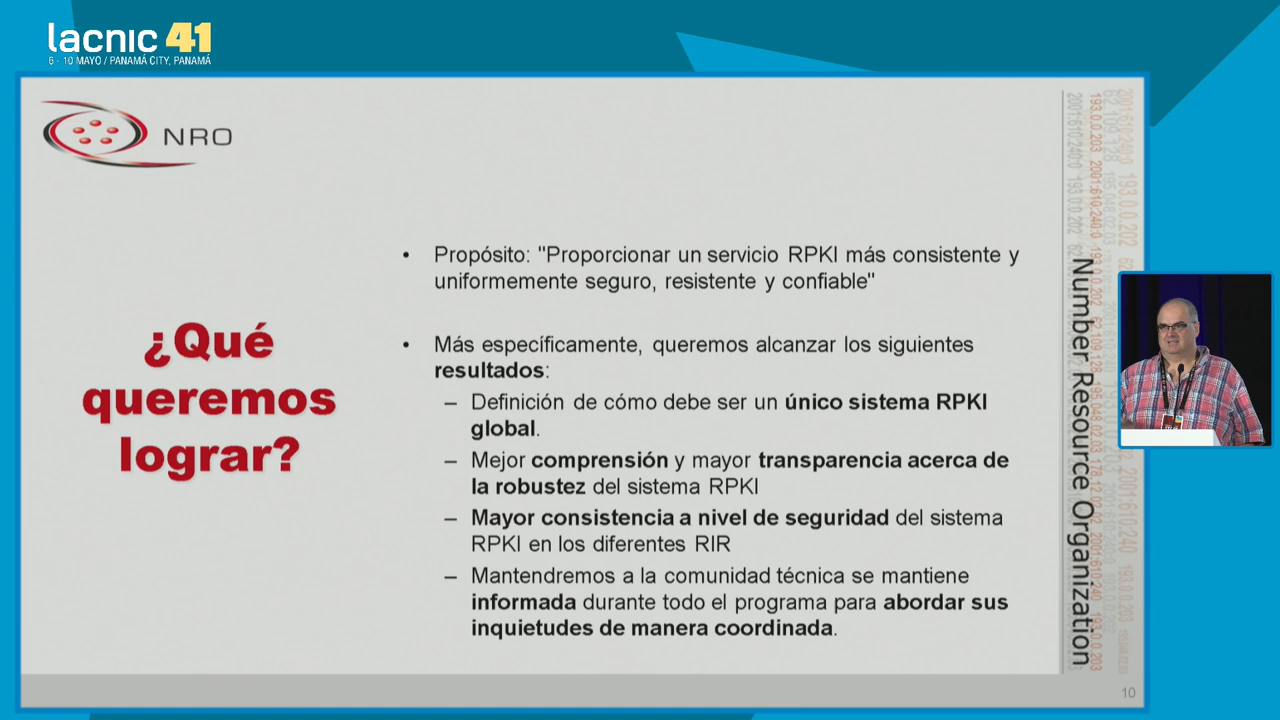 lacnic 41
6 - 10 MAYO / PANAMÁ CITY, PANAMÁ
NRO
¿Qué
queremos
lograr?
• Propósito: "Proporcionar un servicio RPKI más consistente y
uniformemente seguro, resistente y confiable"
• Más específicamente, queremos alcanzar los siguientes
resultados:
– Definición de cómo debe ser un único sistema RPKI
global.
– Mejor comprensión y mayor transparencia acerca de
la robustez del sistema RPKI
– Mayor consistencia a nivel de seguridad del sistema
RPKI en los diferentes RIR
– Mantendremos a la comunidad técnica se mantiene
informada durante todo el programa para abordar sus
inquietudes de manera coordinada.
Number Resource Organization
10